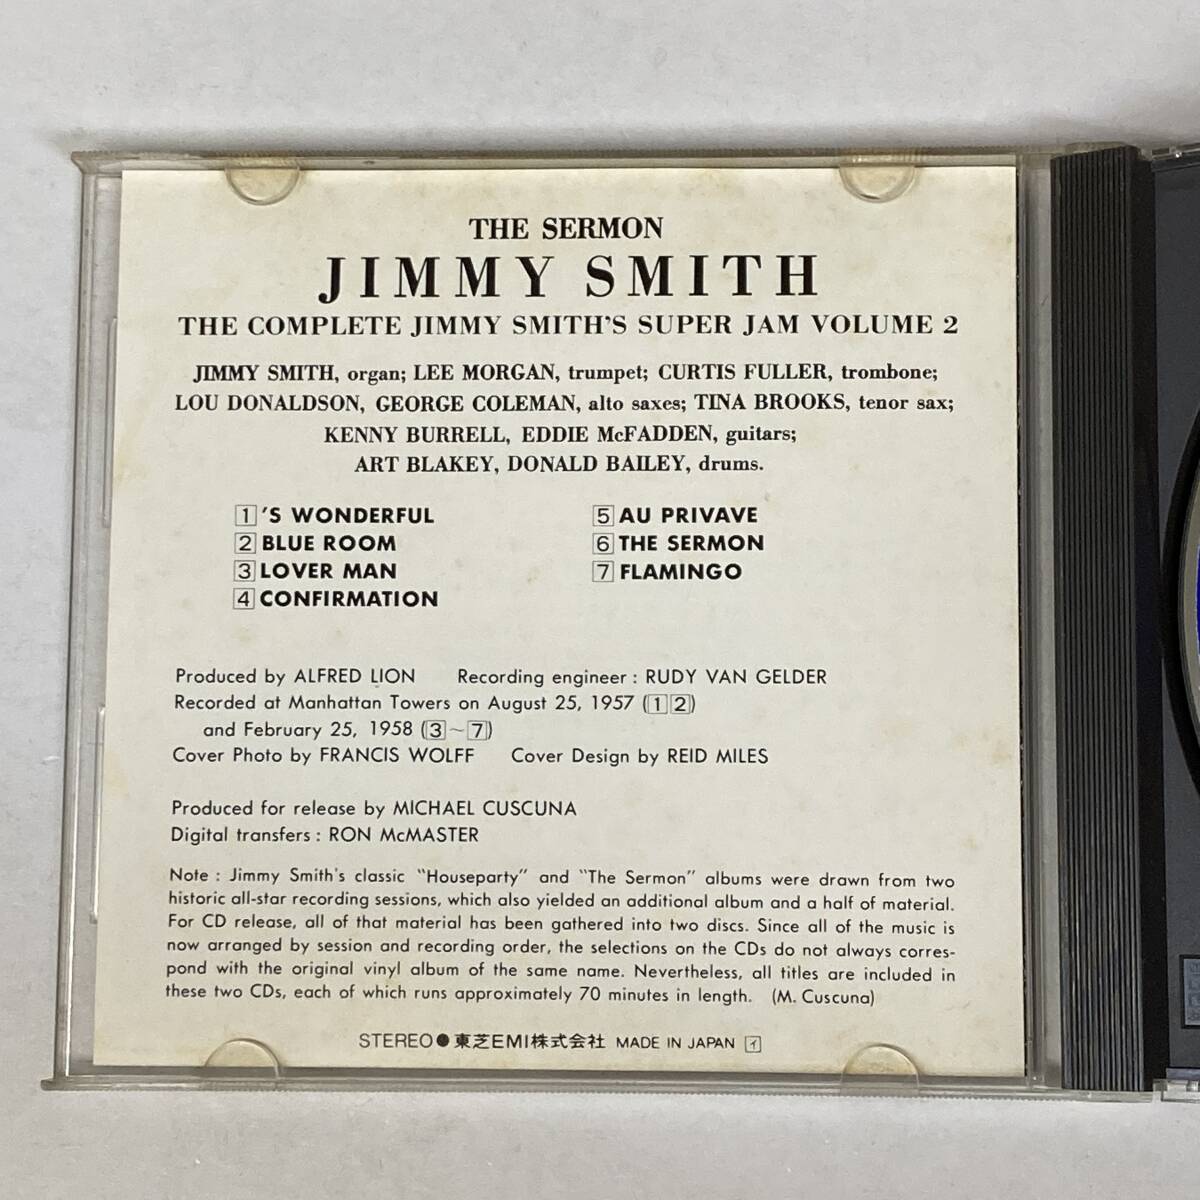 THE SERMON
JIMMY SMITH
THE COMPLETE JIMMY SMITH'S SUPER JAM VOLUME 2
JIMMY SMITH, organ; LEE MORGAN, trumpet; CURTIS FULLER, trombone;
LOU DONALDSON, GEORGE COLEMAN, alto saxes; TINA BROOKS, tenor sax;
KENNY BURRELL, EDDIE McFADDEN, guitars;
ART BLAKEY, DONALD BAILEY, drums.
1 'S WONDERFUL
2 BLUE ROOM
3 LOVER MAN
4 CONFIRMATION
5 AU PRIVAVE
6 THE SERMON
7 FLAMINGO
Produced by ALFRED LION Recording engineer : RUDY VAN GELDER
Recorded at Manhattan Towers on August 25, 1957 (1 2)
and February 25, 1958 (3~7)
Cover Photo by FRANCIS WOLFF Cover Design by REID MILES
Produced for release by MICHAEL CUSCUNA
Digital transfers : RON McMASTER
Note : Jimmy Smith's classic "Houseparty" and "The Sermon" albums were drawn from two
historic all-star recording sessions, which also yielded an additional album and a half of material.
For CD release, all of that material has been gathered into two discs. Since all of the music is
now arranged by session and recording order, the selections on the CDs do not always corres-
pond with the original vinyl album of the same name. Nevertheless, all titles are included in
these two CDs, each of which runs approximately 70 minutes in length. (M. Cuscuna)
STEREO●東芝EMI株式会社 MADE IN JAPAN イ